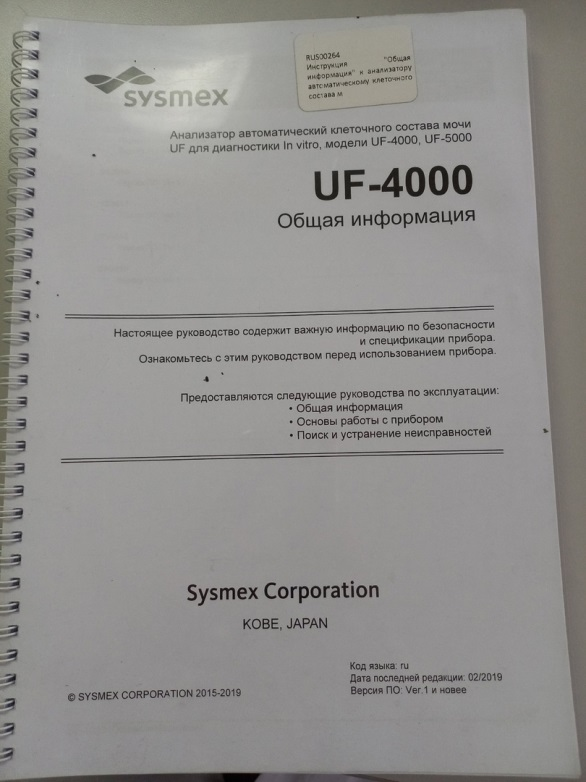 RUS00264
Инструкция "Общая
информация" к анализатору
автоматическому клеточного
состава м
sysmex
Анализатор автоматический клеточного состава мочи
UF для диагностики In vitro, модели UF-4000, UF-5000
UF-4000
Общая информация
Настоящее руководство содержит важную информацию по безопасности
и спецификации прибора.
Ознакомьтесь с этим руководством перед использованием прибора.
Предоставляются следующие руководства по эксплуатации:
• Общая информация
• Основы работы с прибором
• Поиск и устранение неисправностей
Sysmex Corporation
KOBE, JAPAN
Код языка: ru
Дата последней редакции: 02/2019
Версия ПО: Ver.1 и новее
© SYSMEX CORPORATION 2015-2019